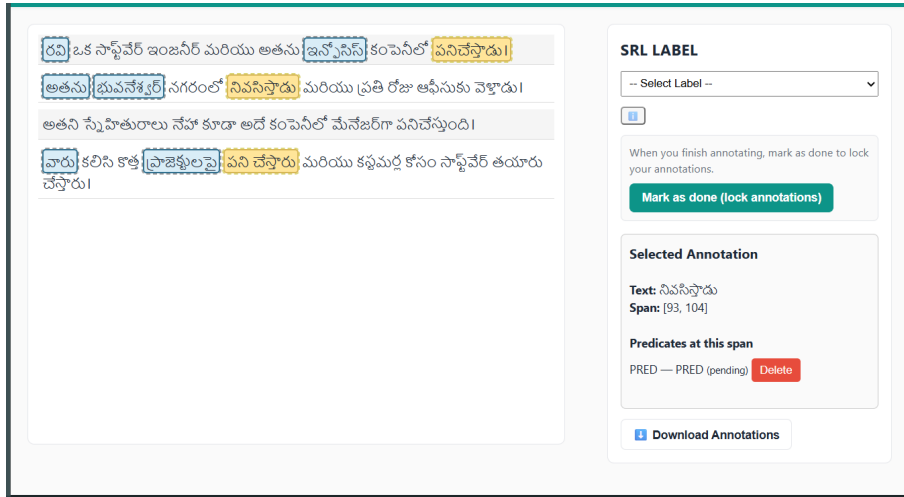 రవి ఒక సాఫ్ట్‌వేర్ ఇంజనీర్ మరియు అతను ఇన్ఫోసిస్ కంపెనీలో పనిచేస్తాడు।
అతను భువనేశ్వర్ నగరంలో నివసిస్తాడు మరియు ప్రతి రోజు ఆఫీసుకు వెళ్తాడు।
అతని స్నేహితురాలు నేహా కూడా అదే కంపెనీలో మేనేజర్‌గా పనిచేస్తుంది।
వారు కలిసి కొత్త ప్రాజెక్టులపై పని చేస్తారు మరియు కస్టమర్ల కోసం సాఫ్ట్‌వేర్ తయారు
చేస్తారు।
SRL LABEL
-- Select Label --
When you finish annotating, mark as done to lock
your annotations.
Mark as done (lock annotations)
Selected Annotation
Text: నివసిస్తాడు
Span: [93, 104]
Predicates at this span
PRED — PRED (pending) Delete
Download Annotations